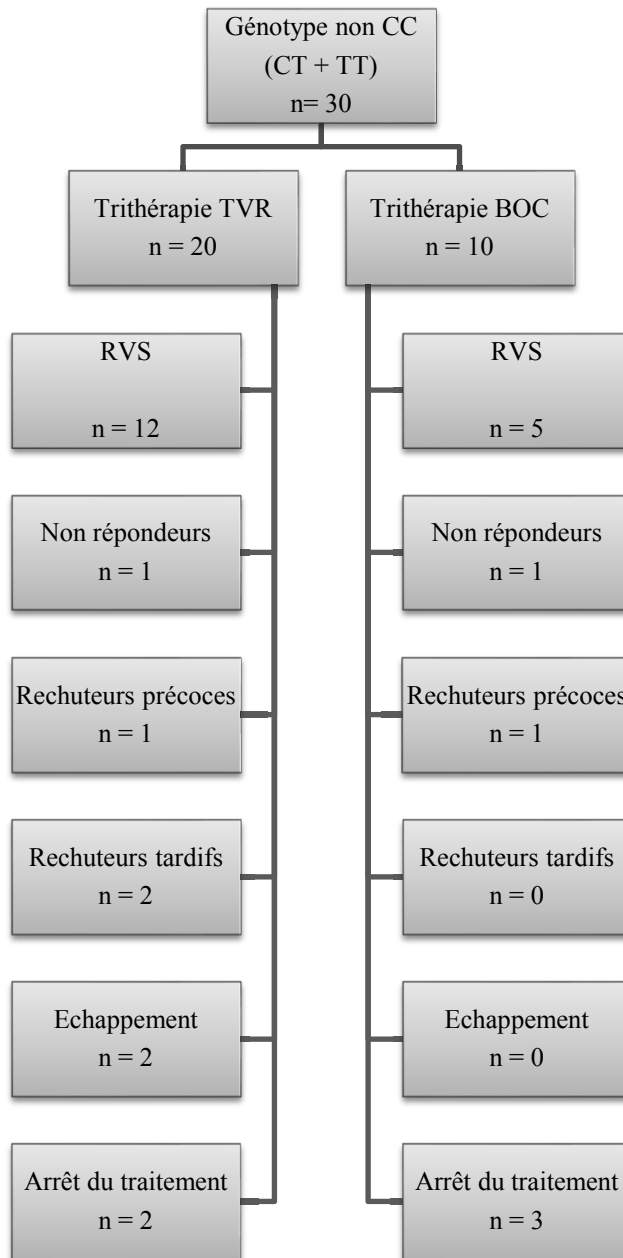 Génotype non CC
(CT + TT)
n= 30
Trithérapie TVR
n = 20
Trithérapie BOC
n = 10
RVS
n = 12
RVS
n = 5
Non répondeurs
n = 1
Non répondeurs
n = 1
Rechuteurs précoces
n = 1
Rechuteurs précoces
n = 1
Rechuteurs tardifs
n = 2
Rechuteurs tardifs
n = 0
Echappement
n = 2
Echappement
n = 0
Arrêt du traitement
n = 2
Arrêt du traitement
n = 3